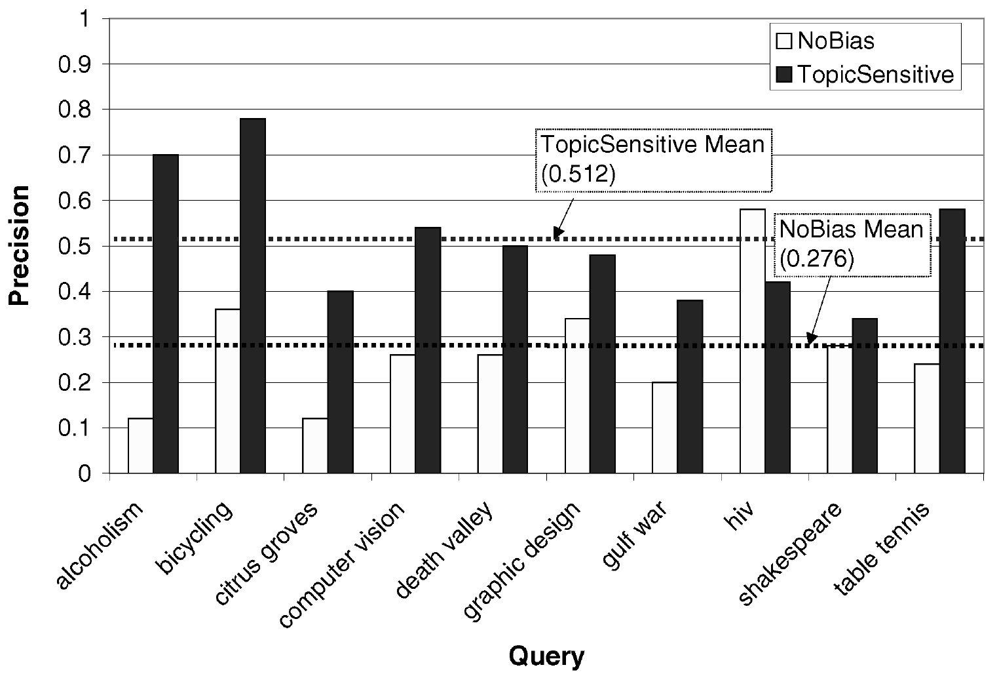 1
0.9
0.8
0.7
0.6
0.5
0.4
0.3
0.2
0.1
0
Precision
NoBias
TopicSensitive
TopicSensitive Mean
(0.512)
NoBias Mean
(0.276)
alcoholism
bicycling
citrus groves
computer vision
death valley
graphic design
gulf war
hiv
shakespeare
table tennis
Query